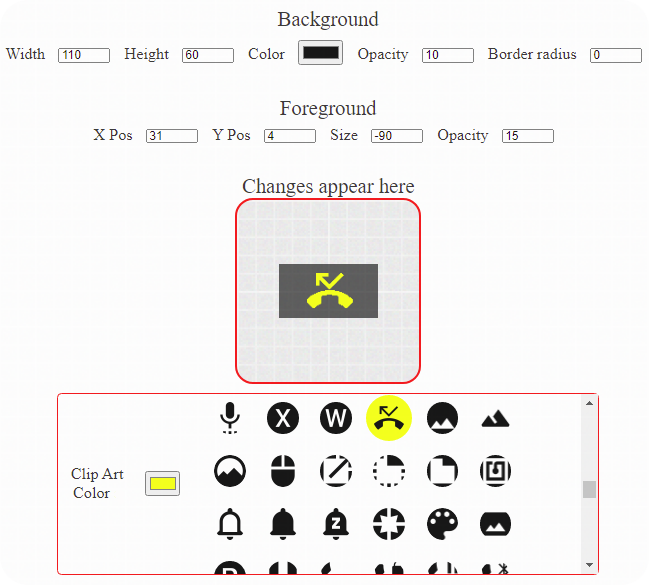 Background
Width 110 Height 60 Color Opacity 10 Border radius 0
Foreground
X Pos 31 Y Pos 4 Size -90 Opacity 15
Changes appear here
X W
Clip Art
Color
Z